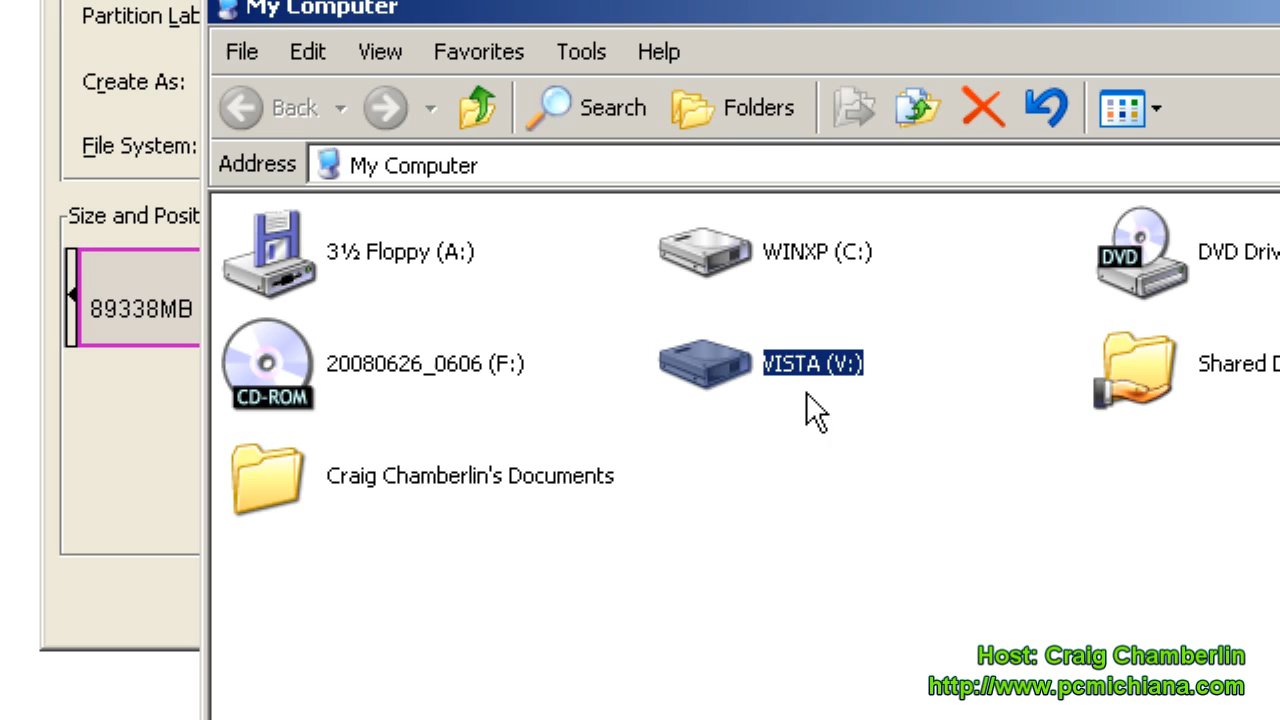 Partition Lab
Create As:
File System:
Size and Posit
89338MB
My Computer
File Edit View Favorites Tools Help
Back Search Folders
Address My Computer
3½ Floppy (A:) WINXP (C:) DVD DVD Driv
CD-ROM 20080626_0606 (F:) VISTA (V:) Shared D
Craig Chamberlin's Documents
Host: Craig Chamberlin
http://www.pcmichiana.com